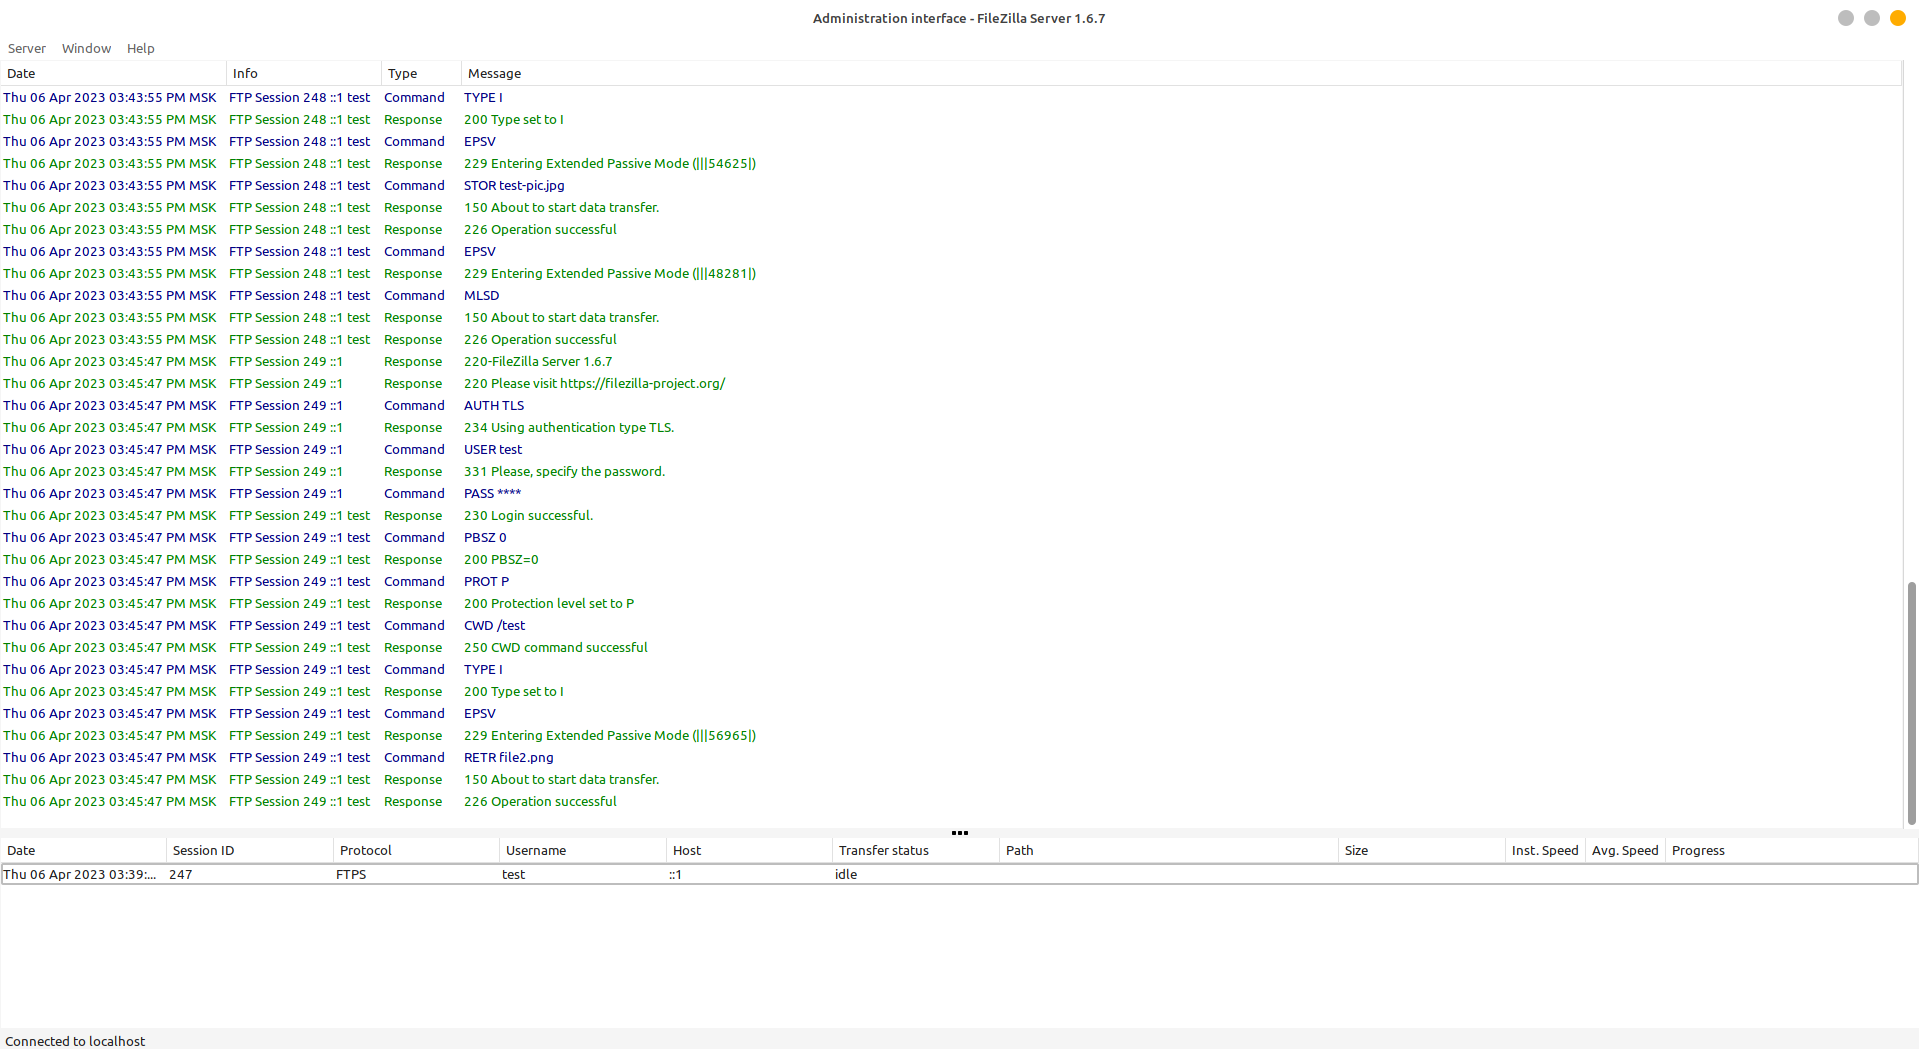 Administration interface - FileZilla Server 1.6.7
Server Window Help
Date Info Type Message
Thu 06 Apr 2023 03:43:55 PM MSK FTP Session 248 ::1 test Command TYPE I
Thu 06 Apr 2023 03:43:55 PM MSK FTP Session 248 ::1 test Response 200 Type set to I
Thu 06 Apr 2023 03:43:55 PM MSK FTP Session 248 ::1 test Command EPSV
Thu 06 Apr 2023 03:43:55 PM MSK FTP Session 248 ::1 test Response 229 Entering Extended Passive Mode (|||54625|)
Thu 06 Apr 2023 03:43:55 PM MSK FTP Session 248 ::1 test Command STOR test-pic.jpg
Thu 06 Apr 2023 03:43:55 PM MSK FTP Session 248 ::1 test Response 150 About to start data transfer.
Thu 06 Apr 2023 03:43:55 PM MSK FTP Session 248 ::1 test Response 226 Operation successful
Thu 06 Apr 2023 03:43:55 PM MSK FTP Session 248 ::1 test Command EPSV
Thu 06 Apr 2023 03:43:55 PM MSK FTP Session 248 ::1 test Response 229 Entering Extended Passive Mode (|||48281|)
Thu 06 Apr 2023 03:43:55 PM MSK FTP Session 248 ::1 test Command MLSD
Thu 06 Apr 2023 03:43:55 PM MSK FTP Session 248 ::1 test Response 150 About to start data transfer.
Thu 06 Apr 2023 03:43:55 PM MSK FTP Session 248 ::1 test Response 226 Operation successful
Thu 06 Apr 2023 03:45:47 PM MSK FTP Session 249 ::1 Response 220-FileZilla Server 1.6.7
Thu 06 Apr 2023 03:45:47 PM MSK FTP Session 249 ::1 Response 220 Please visit https://filezilla-project.org/
Thu 06 Apr 2023 03:45:47 PM MSK FTP Session 249 ::1 Command AUTH TLS
Thu 06 Apr 2023 03:45:47 PM MSK FTP Session 249 ::1 Response 234 Using authentication type TLS.
Thu 06 Apr 2023 03:45:47 PM MSK FTP Session 249 ::1 Command USER test
Thu 06 Apr 2023 03:45:47 PM MSK FTP Session 249 ::1 Response 331 Please, specify the password.
Thu 06 Apr 2023 03:45:47 PM MSK FTP Session 249 ::1 Command PASS ****
Thu 06 Apr 2023 03:45:47 PM MSK FTP Session 249 ::1 test Response 230 Login successful.
Thu 06 Apr 2023 03:45:47 PM MSK FTP Session 249 ::1 test Command PBSZ 0
Thu 06 Apr 2023 03:45:47 PM MSK FTP Session 249 ::1 test Response 200 PBSZ=0
Thu 06 Apr 2023 03:45:47 PM MSK FTP Session 249 ::1 test Command PROT P
Thu 06 Apr 2023 03:45:47 PM MSK FTP Session 249 ::1 test Response 200 Protection level set to P
Thu 06 Apr 2023 03:45:47 PM MSK FTP Session 249 ::1 test Command CWD /test
Thu 06 Apr 2023 03:45:47 PM MSK FTP Session 249 ::1 test Response 250 CWD command successful
Thu 06 Apr 2023 03:45:47 PM MSK FTP Session 249 ::1 test Command TYPE I
Thu 06 Apr 2023 03:45:47 PM MSK FTP Session 249 ::1 test Response 200 Type set to I
Thu 06 Apr 2023 03:45:47 PM MSK FTP Session 249 ::1 test Command EPSV
Thu 06 Apr 2023 03:45:47 PM MSK FTP Session 249 ::1 test Response 229 Entering Extended Passive Mode (|||56965|)
Thu 06 Apr 2023 03:45:47 PM MSK FTP Session 249 ::1 test Command RETR file2.png
Thu 06 Apr 2023 03:45:47 PM MSK FTP Session 249 ::1 test Response 150 About to start data transfer.
Thu 06 Apr 2023 03:45:47 PM MSK FTP Session 249 ::1 test Response 226 Operation successful
Date Session ID Protocol Username Host Transfer status Path Size Inst. Speed Avg. Speed Progress
Thu 06 Apr 2023 03:39:... 247 FTPS test ::1 idle
Connected to localhost